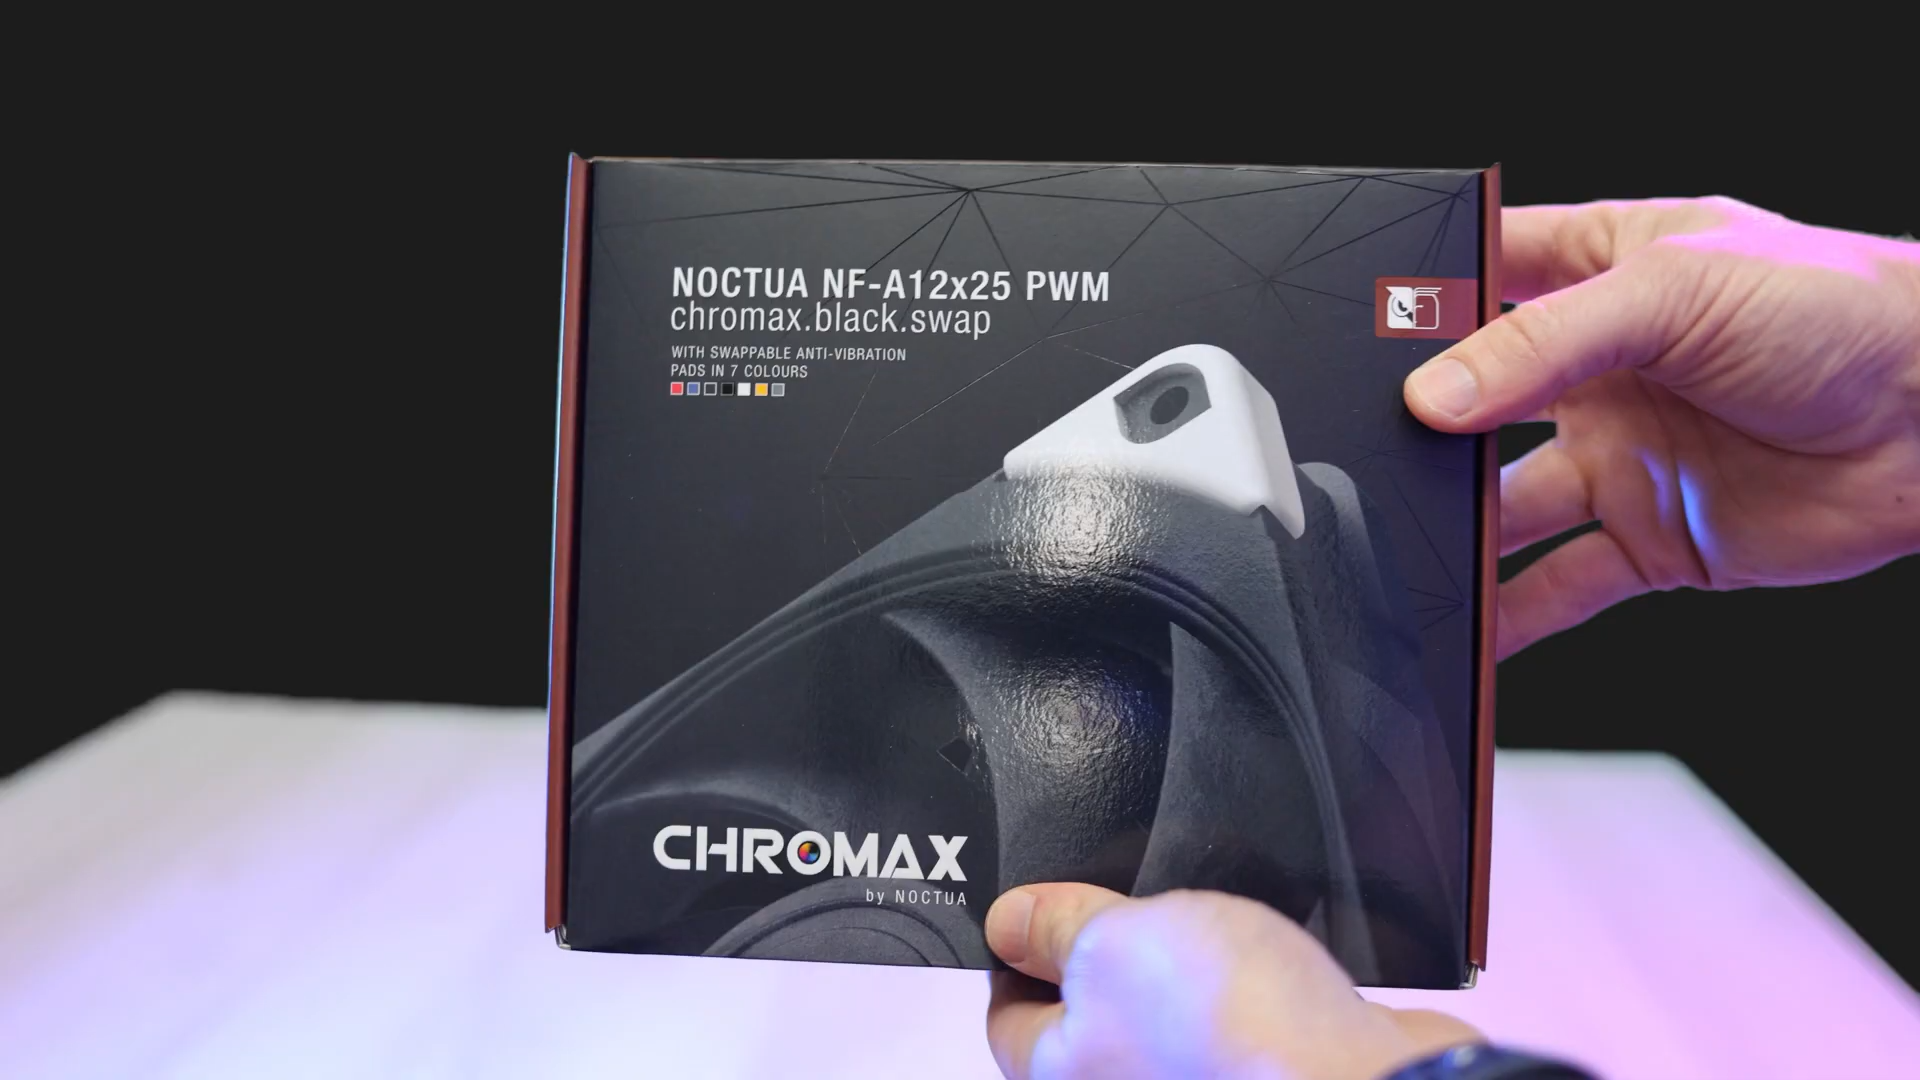 NOCTUA NF-A12x25 PWM
chromax.black.swap
WITH SWAPPABLE ANTI-VIBRATION
PADS IN 7 COLOURS
CHROMAX
by NOCTUA